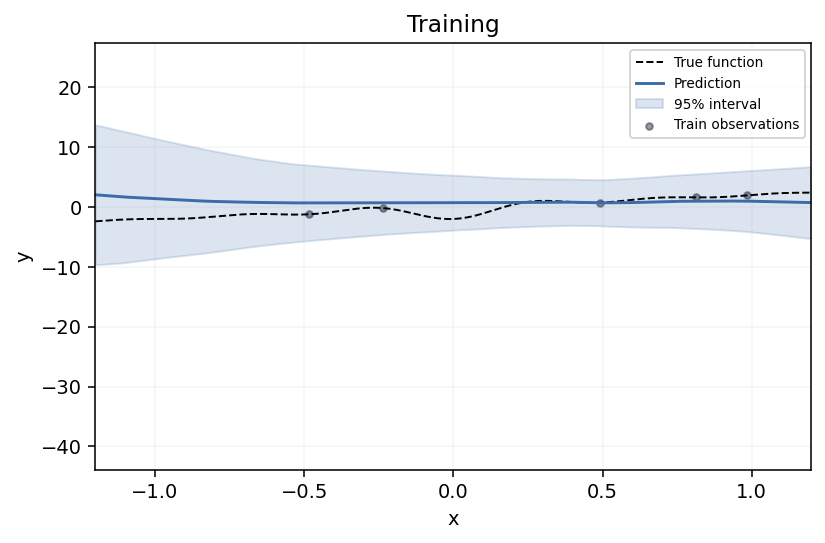 Training
True function
Prediction
95% interval
Train observations
20
10
0
−10
−20
−30
−40
y
−1.0
−0.5
0.0
0.5
1.0
x